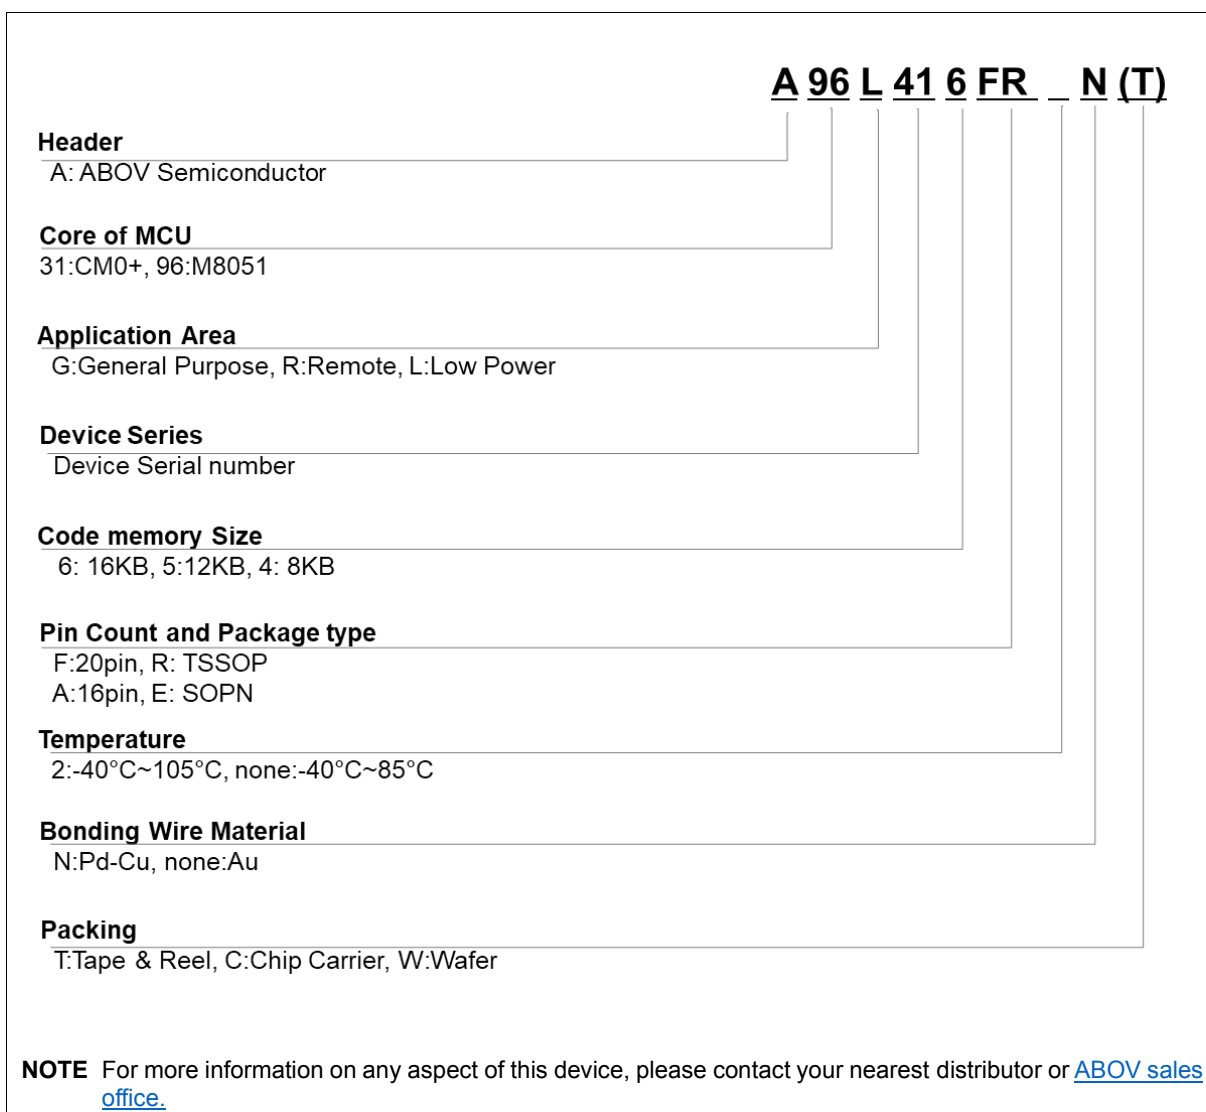 A 96 L 41 6 FR _ N (T)
Header
A: ABOV Semiconductor
Core of MCU
31:CM0+, 96:M8051
Application Area
G:General Purpose, R:Remote, L:Low Power
Device Series
Device Serial number
Code memory Size
6: 16KB, 5:12KB, 4: 8KB
Pin Count and Package type
F:20pin, R: TSSOP
A:16pin, E: SOPN
Temperature
2:-40°C~105°C, none:-40°C~85°C
Bonding Wire Material
N:Pd-Cu, none:Au
Packing
T:Tape & Reel, C:Chip Carrier, W:Wafer
NOTE For more information on any aspect of this device, please contact your nearest distributor or ABOV sales
office.